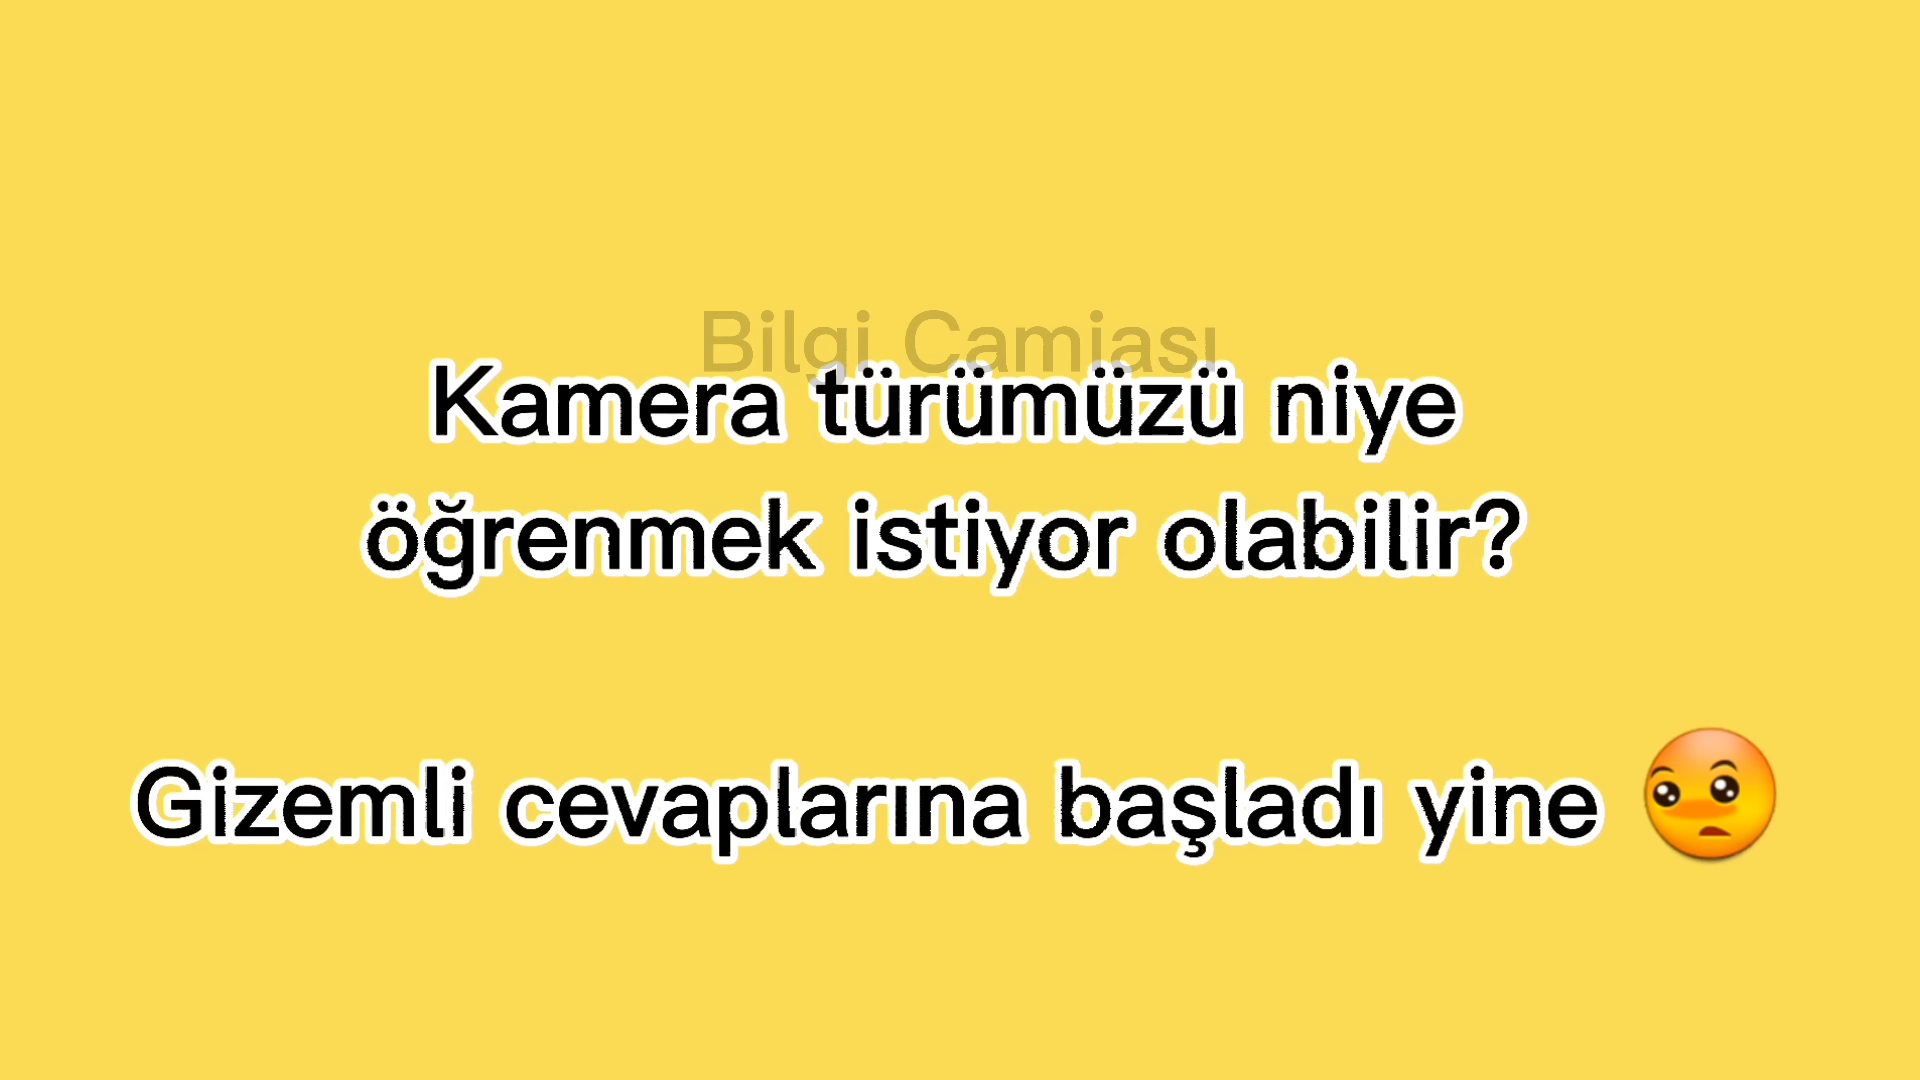 Bilgi Camiası
Kamera türümüzü niye
öğrenmek istiyor olabilir?
Gizemli cevaplarına başladı yine